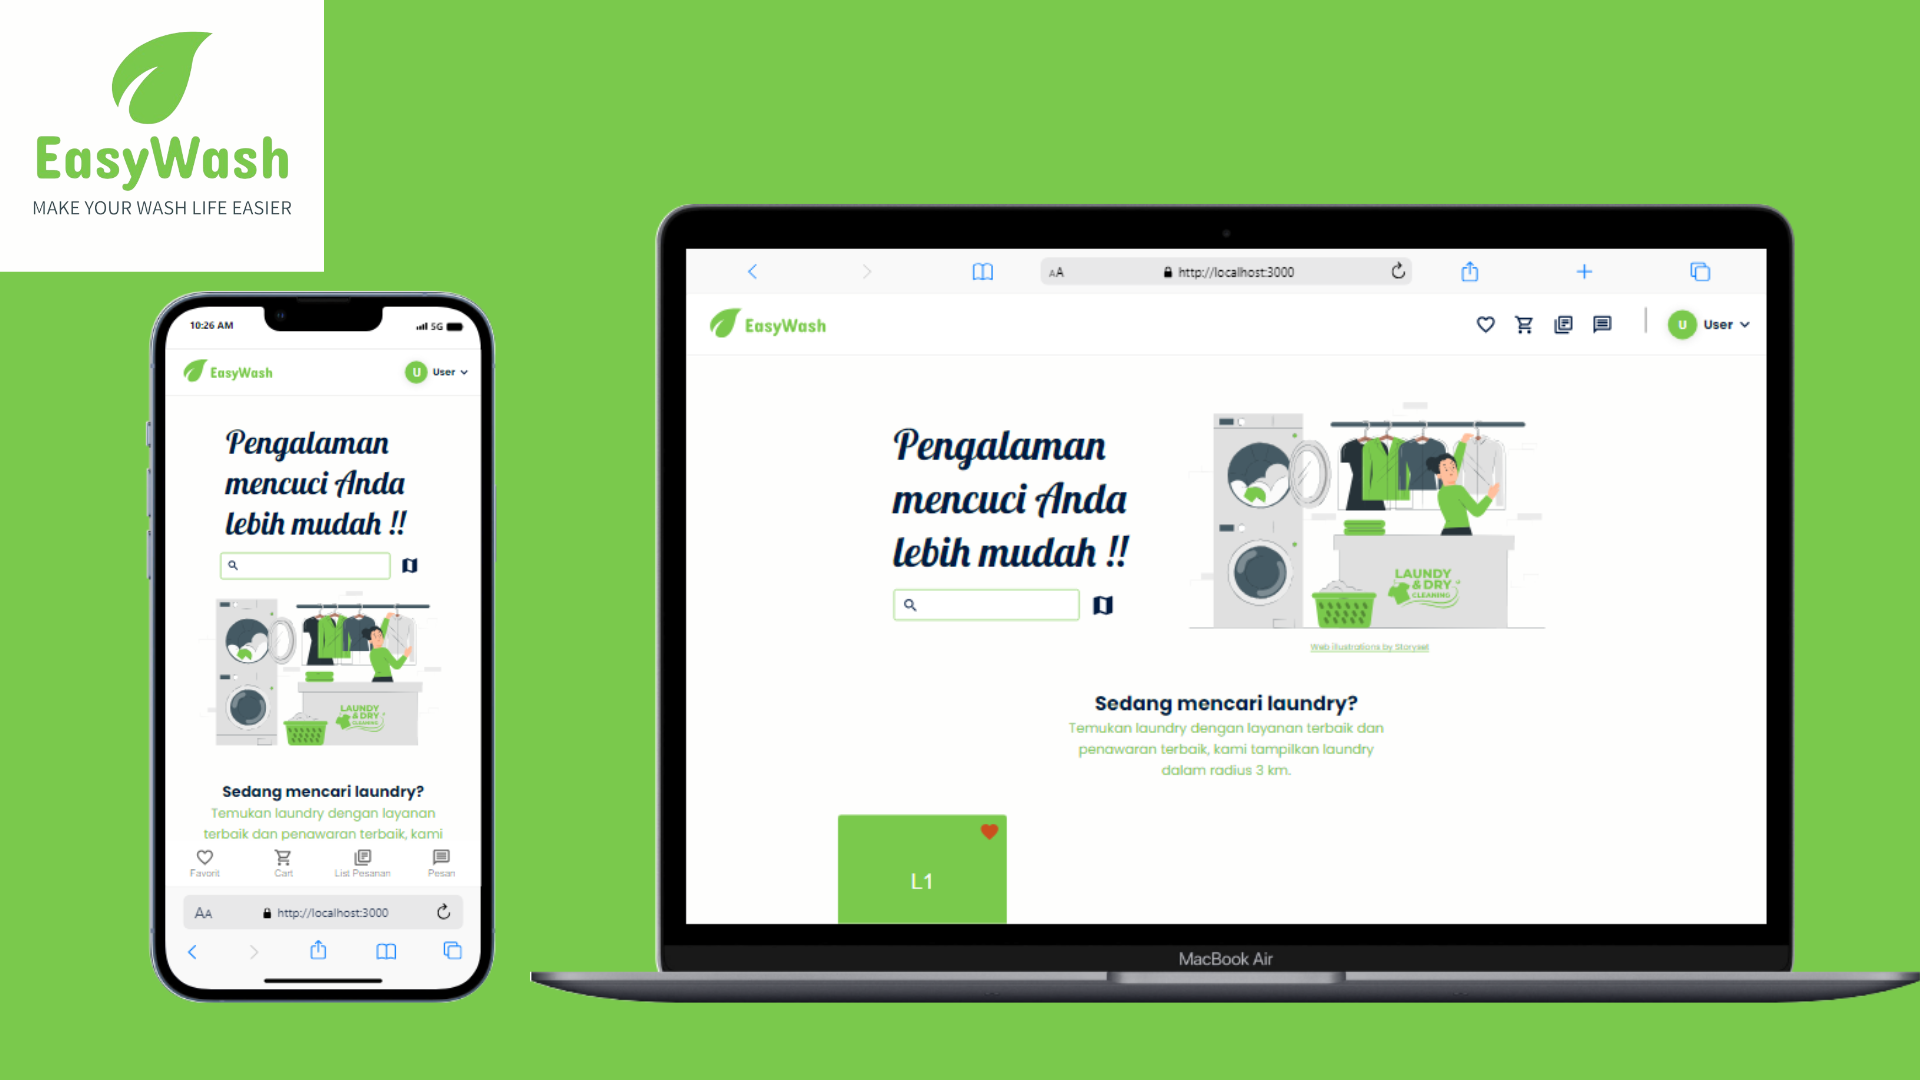 EasyWash
MAKE YOUR WASH LIFE EASIER
10:26 AM
5G
EasyWash
U
User
Pengalaman
mencuci Anda
lebih mudah !!
LAUNDY
& DRY
CLEANING
Sedang mencari laundry?
Temukan laundry dengan layanan
terbaik dan penawaran terbaik, kami
Favorit
Cart
List Pesanan
Pesan
AA
http://localhost:3000
AA
http://localhost:3000
EasyWash
U
User
Pengalaman
mencuci Anda
lebih mudah !!
LAUNDY
& DRY
CLEANING
Web illustrations by Storyset
Sedang mencari laundry?
Temukan laundry dengan layanan terbaik dan
penawaran terbaik, kami tampilkan laundry
dalam radius 3 km.
L1
MacBook Air